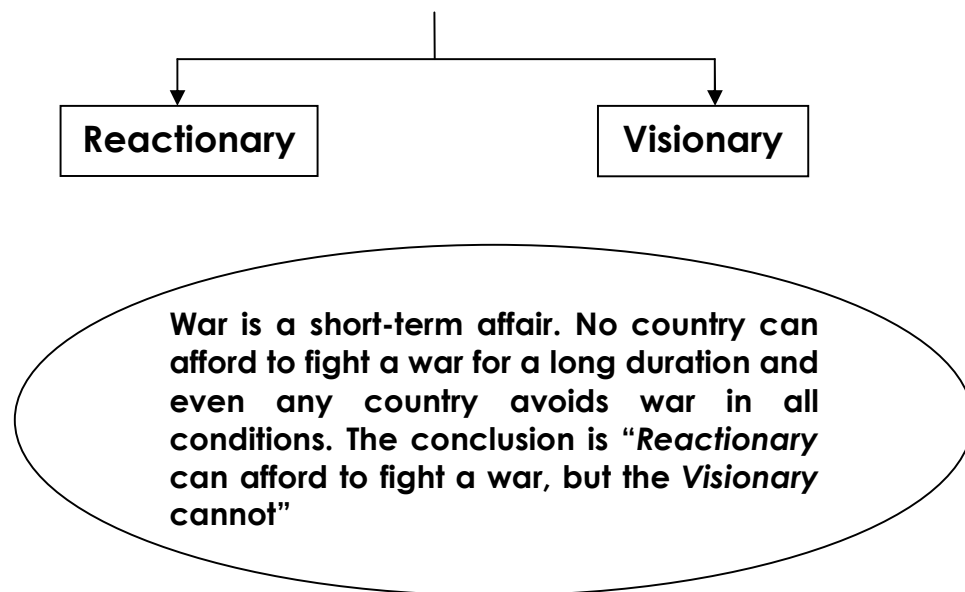 Reactionary
Visionary
War is a short-term affair. No country can
afford to fight a war for a long duration and
even any country avoids war in all
conditions. The conclusion is “Reactionary
can afford to fight a war, but the Visionary
cannot”